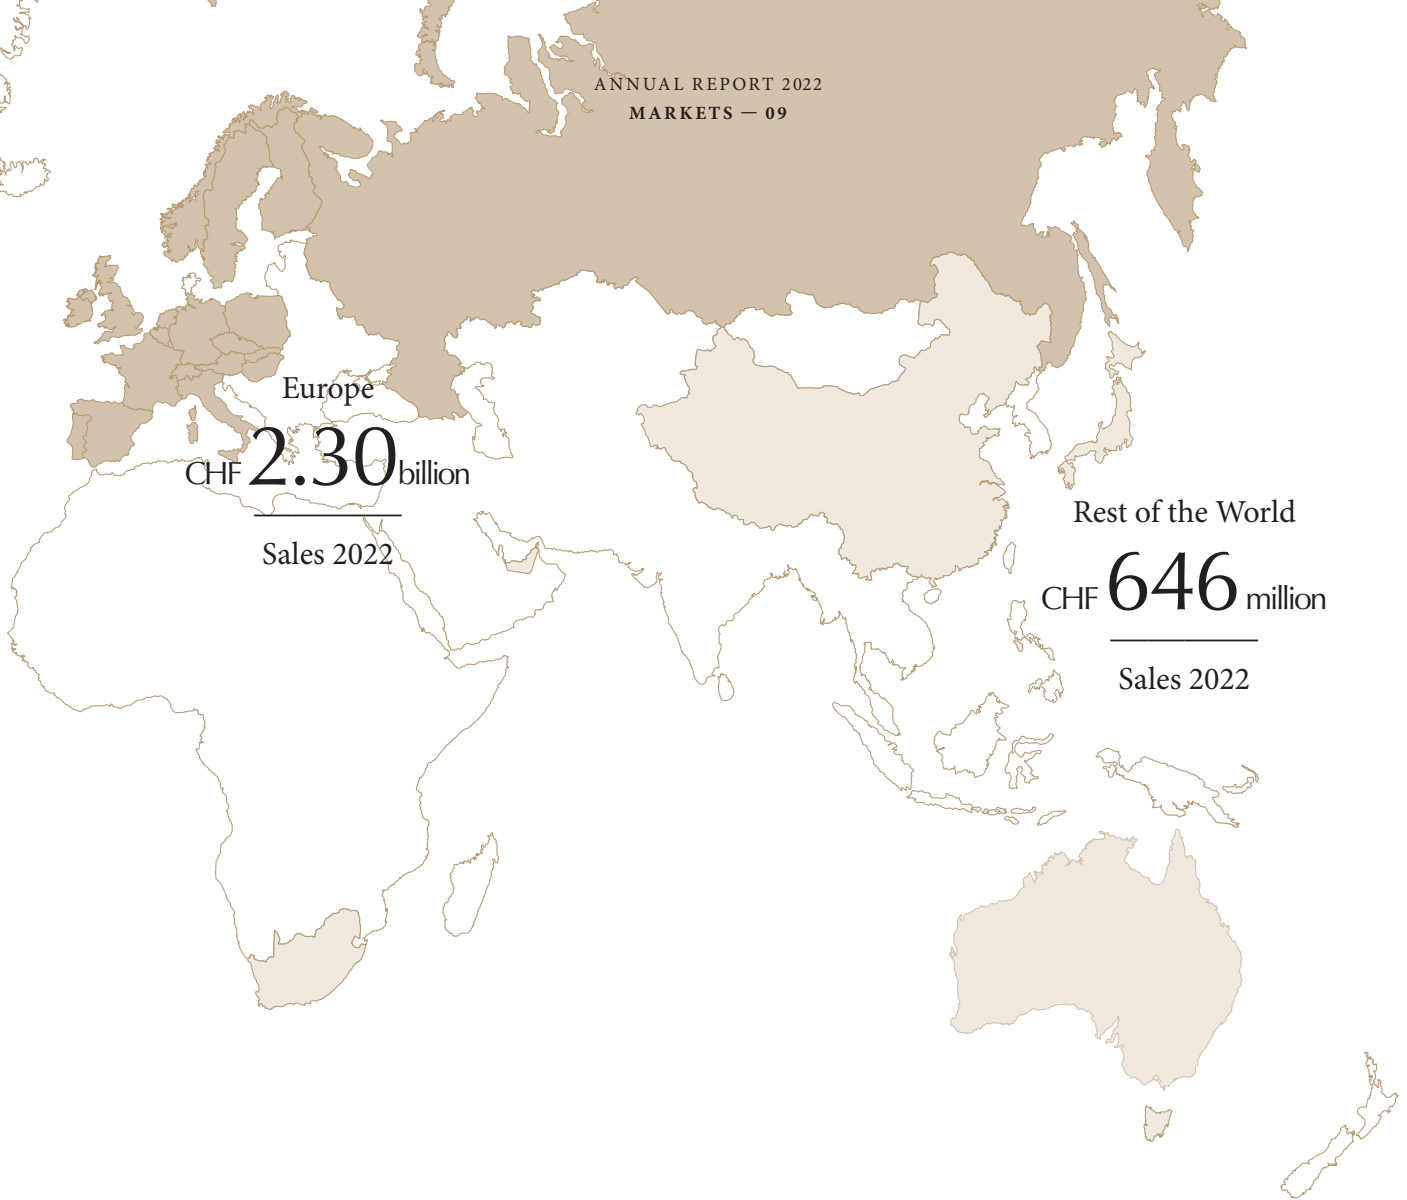 ANNUAL REPORT 2022
MARKETS — 09
Europe
CHF 2.30 billion
Sales 2022
Rest of the World
CHF 646 million
Sales 2022